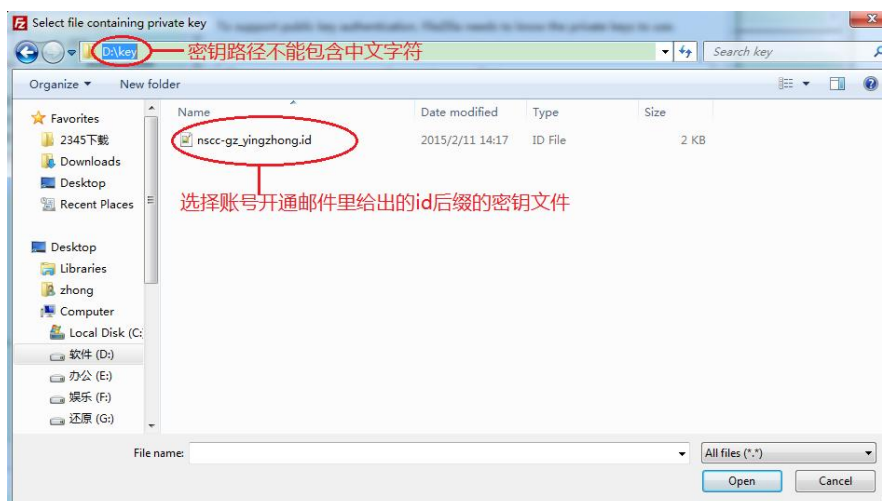 Select file containing private key
To support public key authentication, FileZilla needs to know the private keys to use.
D:\key
密钥路径不能包含中文字符
Search key
Organize
New folder
Name
Date modified
Type
Size
nscc-gz_yingzhong.id
2015/2/11 14:17
ID File
2 KB
选择账号开通邮件里给出的id后缀的密钥文件
Favorites
2345下载
Downloads
Desktop
Recent Places
Desktop
Libraries
zhong
Computer
Local Disk (C:
软件 (D:)
办公 (E:)
娱乐 (F:)
还原 (G:)
File name:
All files (*.*)
Open
Cancel